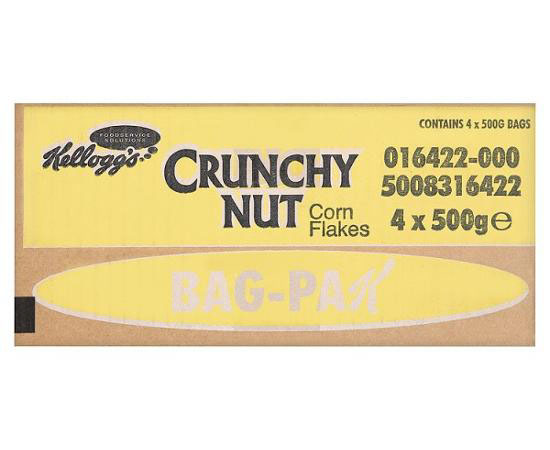 CONTAINS 4 x 500G BAGS
FOODSERVICE
SOLUTIONS
Kellogg's
CRUNCHY
NUT
Corn
Flakes
016422-000
5008316422
4 x 500g℮
BAG-PAK